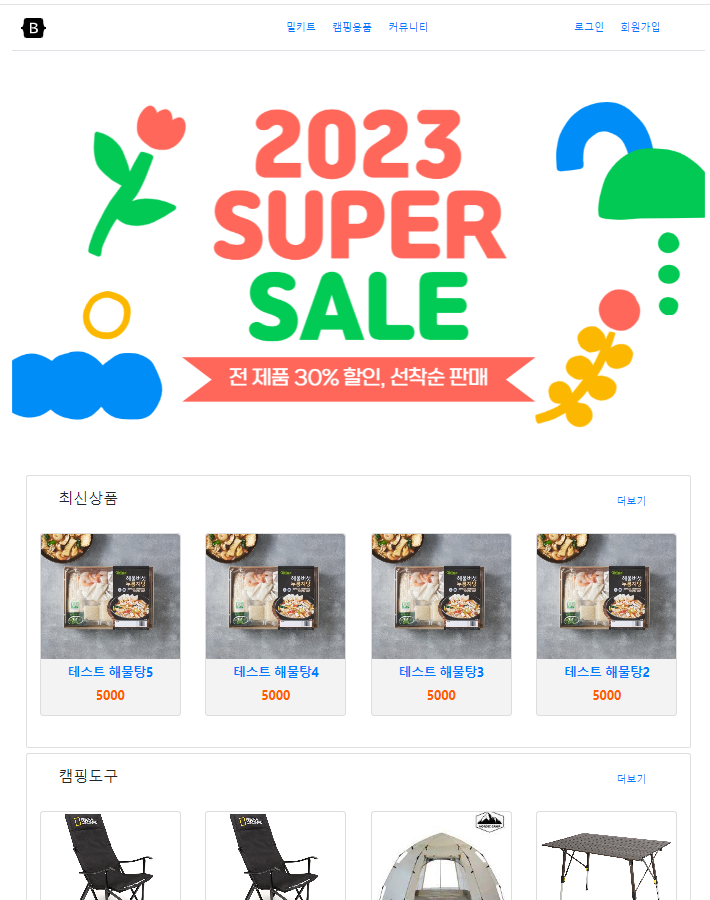 B
밀키트 캠핑용품 커뮤니티 로그인 회원가입
2023
SUPER
SALE
전 제품 30% 할인, 선착순 판매
최신상품 더보기
테스트 해물탕5 테스트 해물탕4 테스트 해물탕3 테스트 해물탕2
5000 5000 5000 5000
캠핑도구 더보기